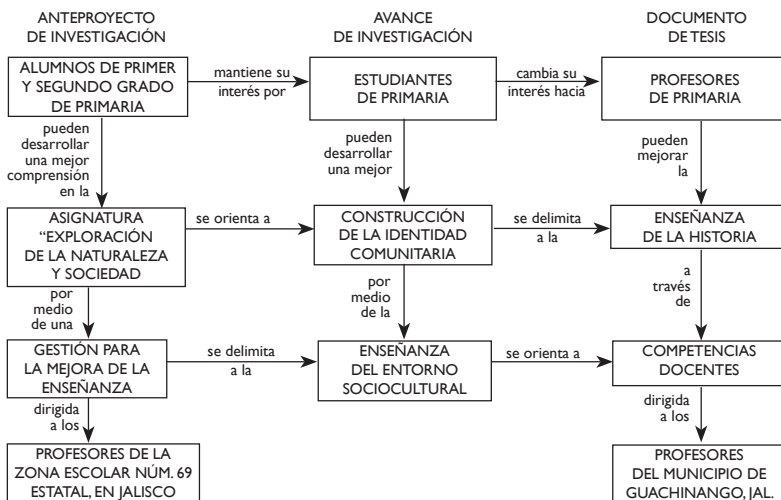 ANTEPROYECTO
DE INVESTIGACIÓN
AVANCE
DE INVESTIGACIÓN
DOCUMENTO
DE TESIS
ALUMNOS DE PRIMER
Y SEGUNDO GRADO
DE PRIMARIA
mantiene su
interés por
ESTUDIANTES
DE PRIMARIA
cambia su
interés hacia
PROFESORES
DE PRIMARIA
pueden
desarrollar
una mejor
comprensión
en la
pueden
desarrollar
una mejor
pueden
mejorar
la
ASIGNATURA
“EXPLORACIÓN
DE LA NATURALEZA
Y SOCIEDAD
se orienta a
CONSTRUCCIÓN
DE LA IDENTIDAD
COMUNITARIA
se delimita
a la
ENSEÑANZA
DE LA HISTORIA
por
medio
de una
por
medio
de la
a
través
de
GESTIÓN PARA
LA MEJORA DE LA
ENSEÑANZA
se delimita
a la
ENSEÑANZA
DEL ENTORNO
SOCIOCULTURAL
se orienta a
COMPETENCIAS
DOCENTES
dirigida
a los
dirigida
a los
PROFESORES DE LA
ZONA ESCOLAR NÚM. 69
ESTATAL, EN JALISCO
PROFESORES
DEL MUNICIPIO DE
GUACHINANGO, JAL.